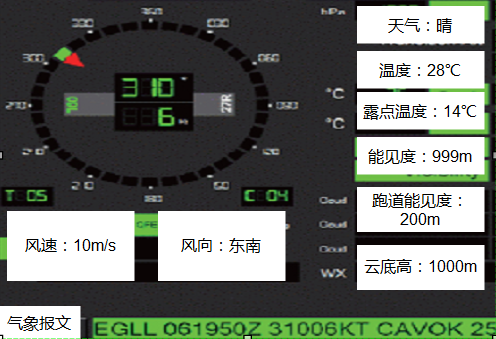 hPa
天气：晴
360
030
060
300
温度：28℃
310°
℃
露点温度：14℃
6
27R
090
℃
能见度：999m
120
240
210
180
T 05
C 04
Cloud
跑道能见度：
200m
Cloud
风速：10m/s
风向：东南
Cloud
云底高：1000m
WX
气象报文
EGLL 061950Z 31006KT CAVOK 25